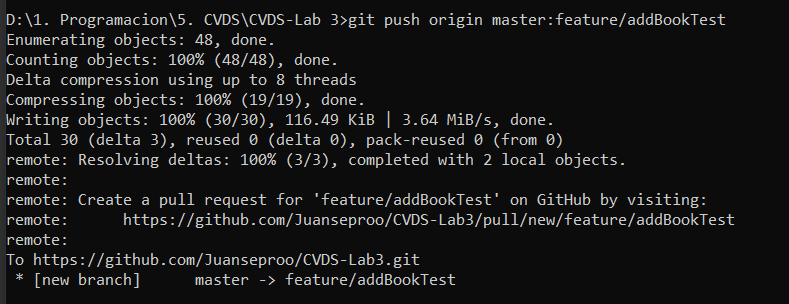 D:\1. Programacion\5. CVDS\CVDS-Lab 3>git push origin master:feature/addBookTest
Enumerating objects: 48, done.
Counting objects: 100% (48/48), done.
Delta compression using up to 8 threads
Compressing objects: 100% (19/19), done.
Writing objects: 100% (30/30), 116.49 KiB | 3.64 MiB/s, done.
Total 30 (delta 3), reused 0 (delta 0), pack-reused 0 (from 0)
remote: Resolving deltas: 100% (3/3), completed with 2 local objects.
remote:
remote: Create a pull request for 'feature/addBookTest' on GitHub by visiting:
remote:      https://github.com/Juanseproo/CVDS-Lab3/pull/new/feature/addBookTest
remote:
To https://github.com/Juanseproo/CVDS-Lab3.git
 * [new branch]      master -> feature/addBookTest